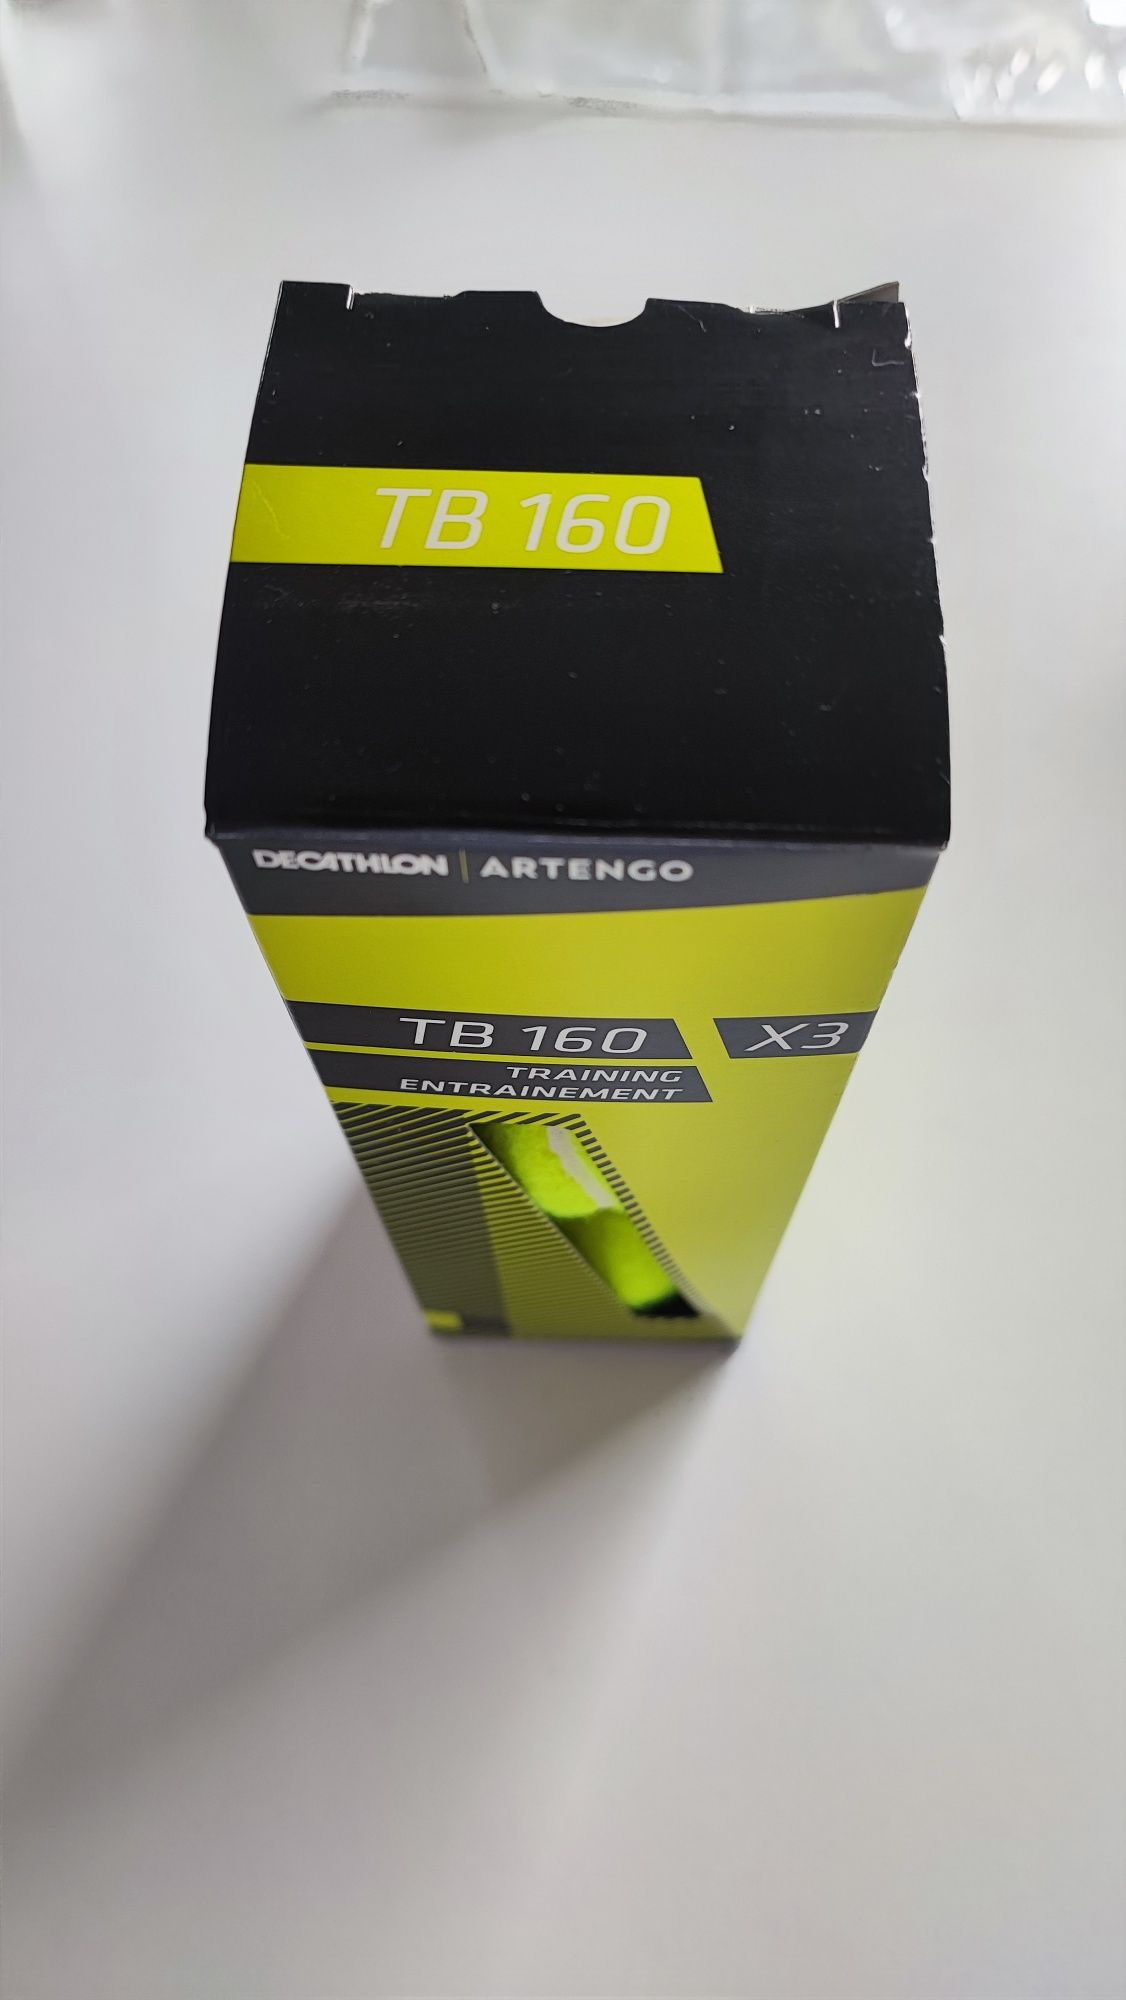 TB 160
DECATHLON | ARTENGO
TB 160 X3
TRAINING
ENTRAINEMENT